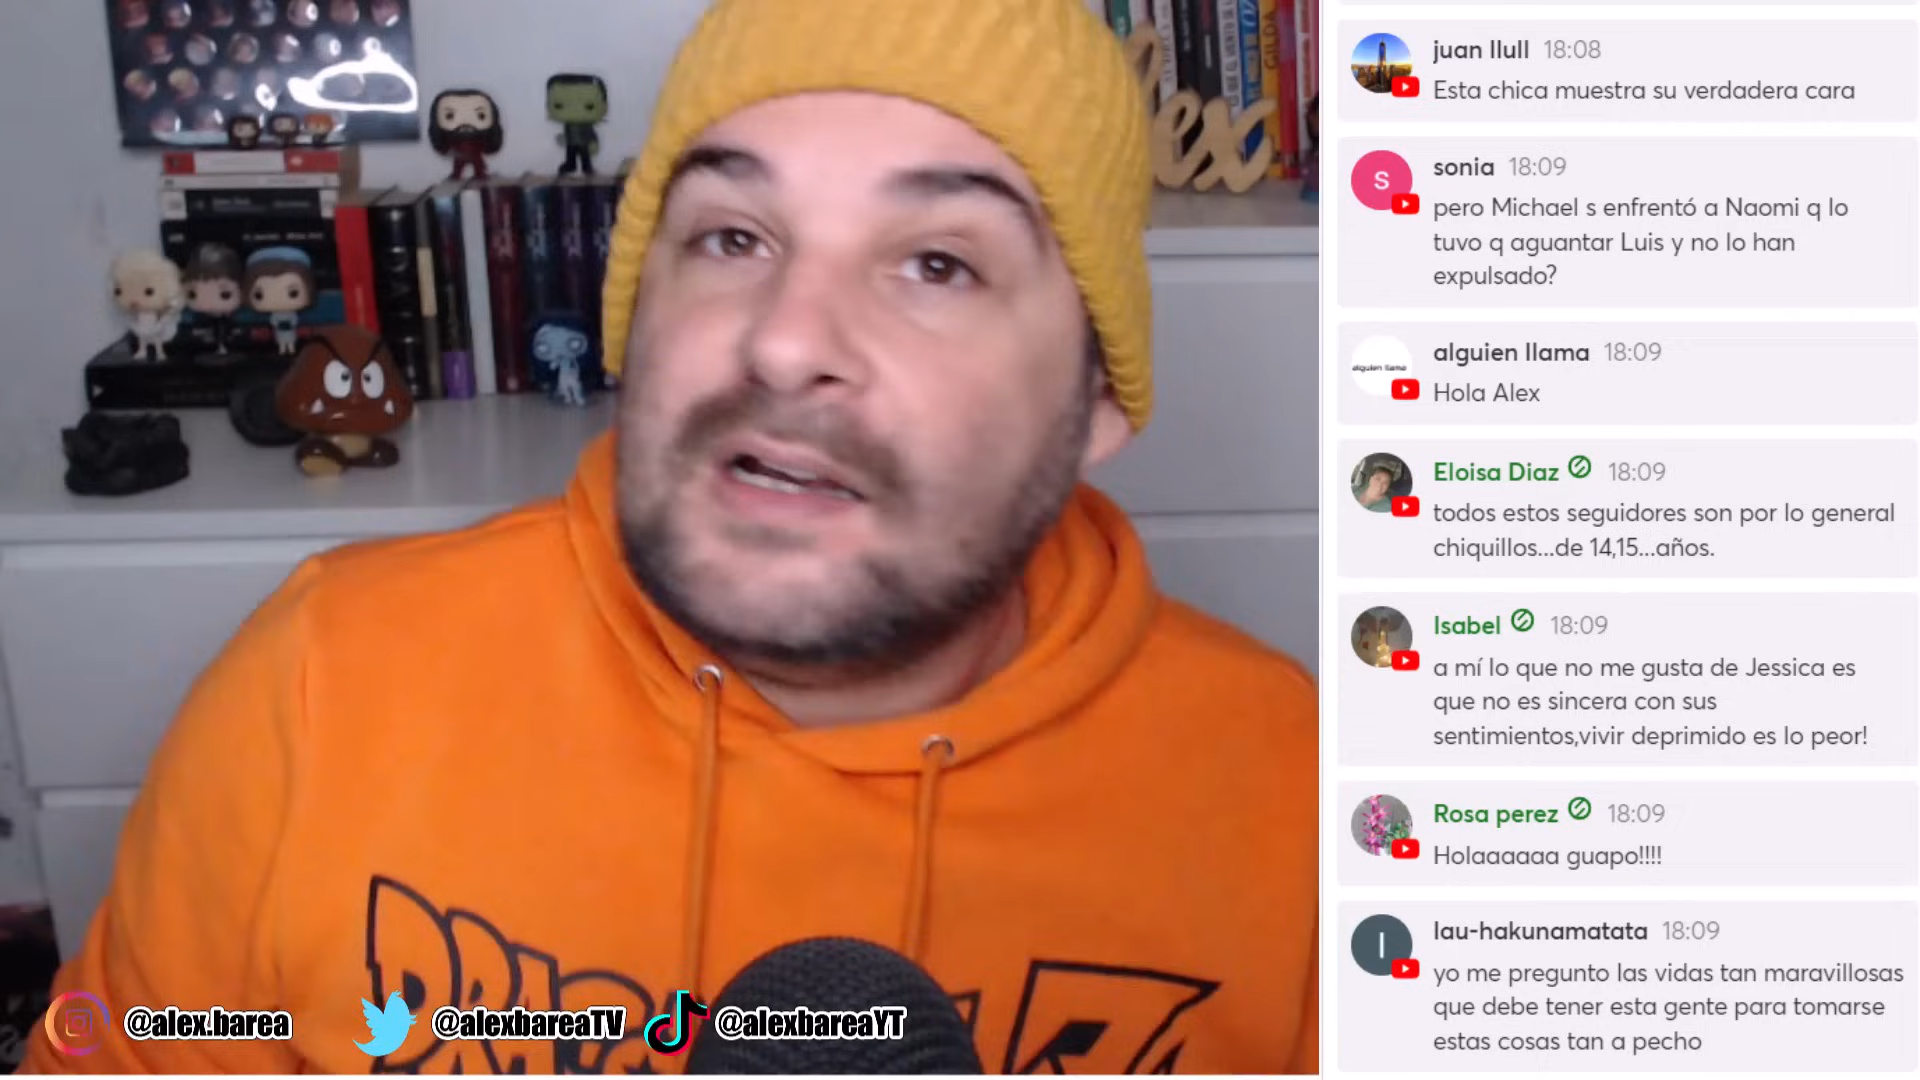 GILDA
alex
juan llull 18:08
Esta chica muestra su verdadera cara
S
sonia 18:09
pero Michael s enfrentó a Naomi q lo
tuvo q aguantar Luis y no lo han
expulsado?
alguien llama
alguien llama 18:09
Hola Alex
Eloisa Diaz 18:09
todos estos seguidores son por lo general
chiquillos...de 14,15...años.
Isabel 18:09
a mí lo que no me gusta de Jessica es
que no es sincera con sus
sentimientos,vivir deprimido es lo peor!
Rosa perez 18:09
Holaaaaaa guapo!!!!
l
lau-hakunamatata 18:09
yo me pregunto las vidas tan maravillosas
que debe tener esta gente para tomarse
estas cosas tan a pecho
@alex.barea
@alexbareaTV
@alexbareaYT